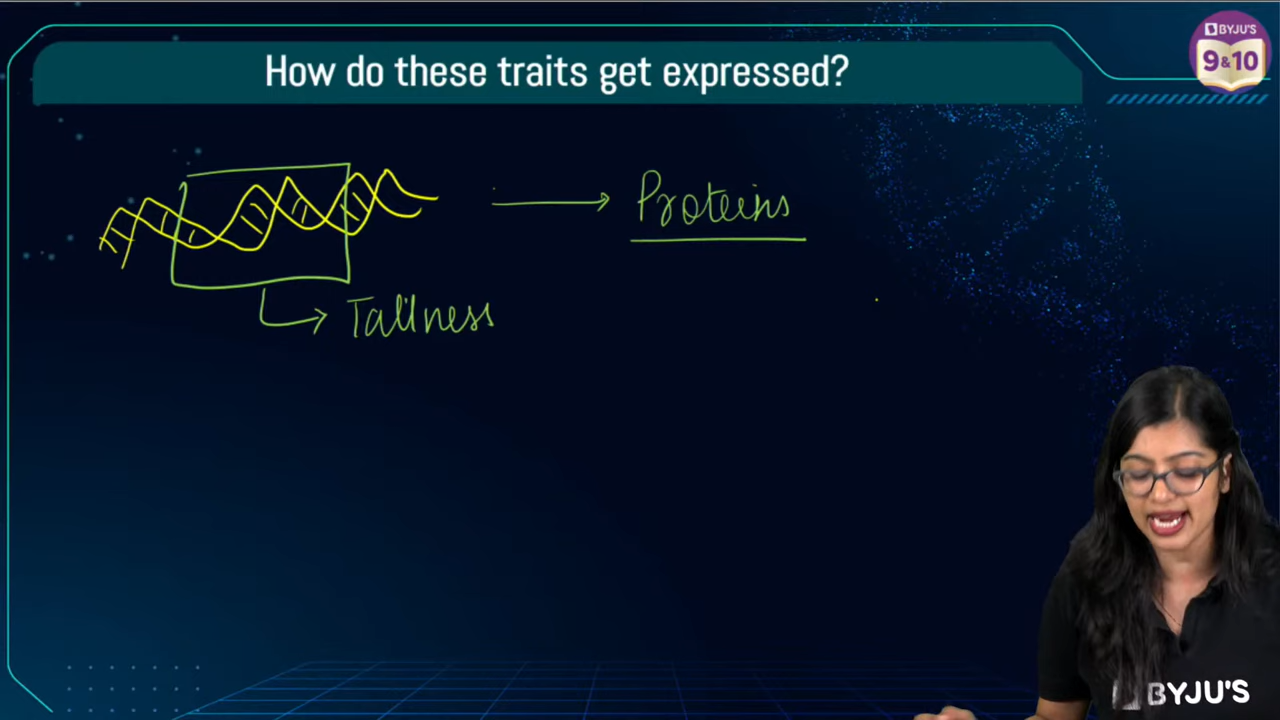 How do these traits get expressed?
BYJU'S
9&10
Proteins
Tallness
BYJU'S